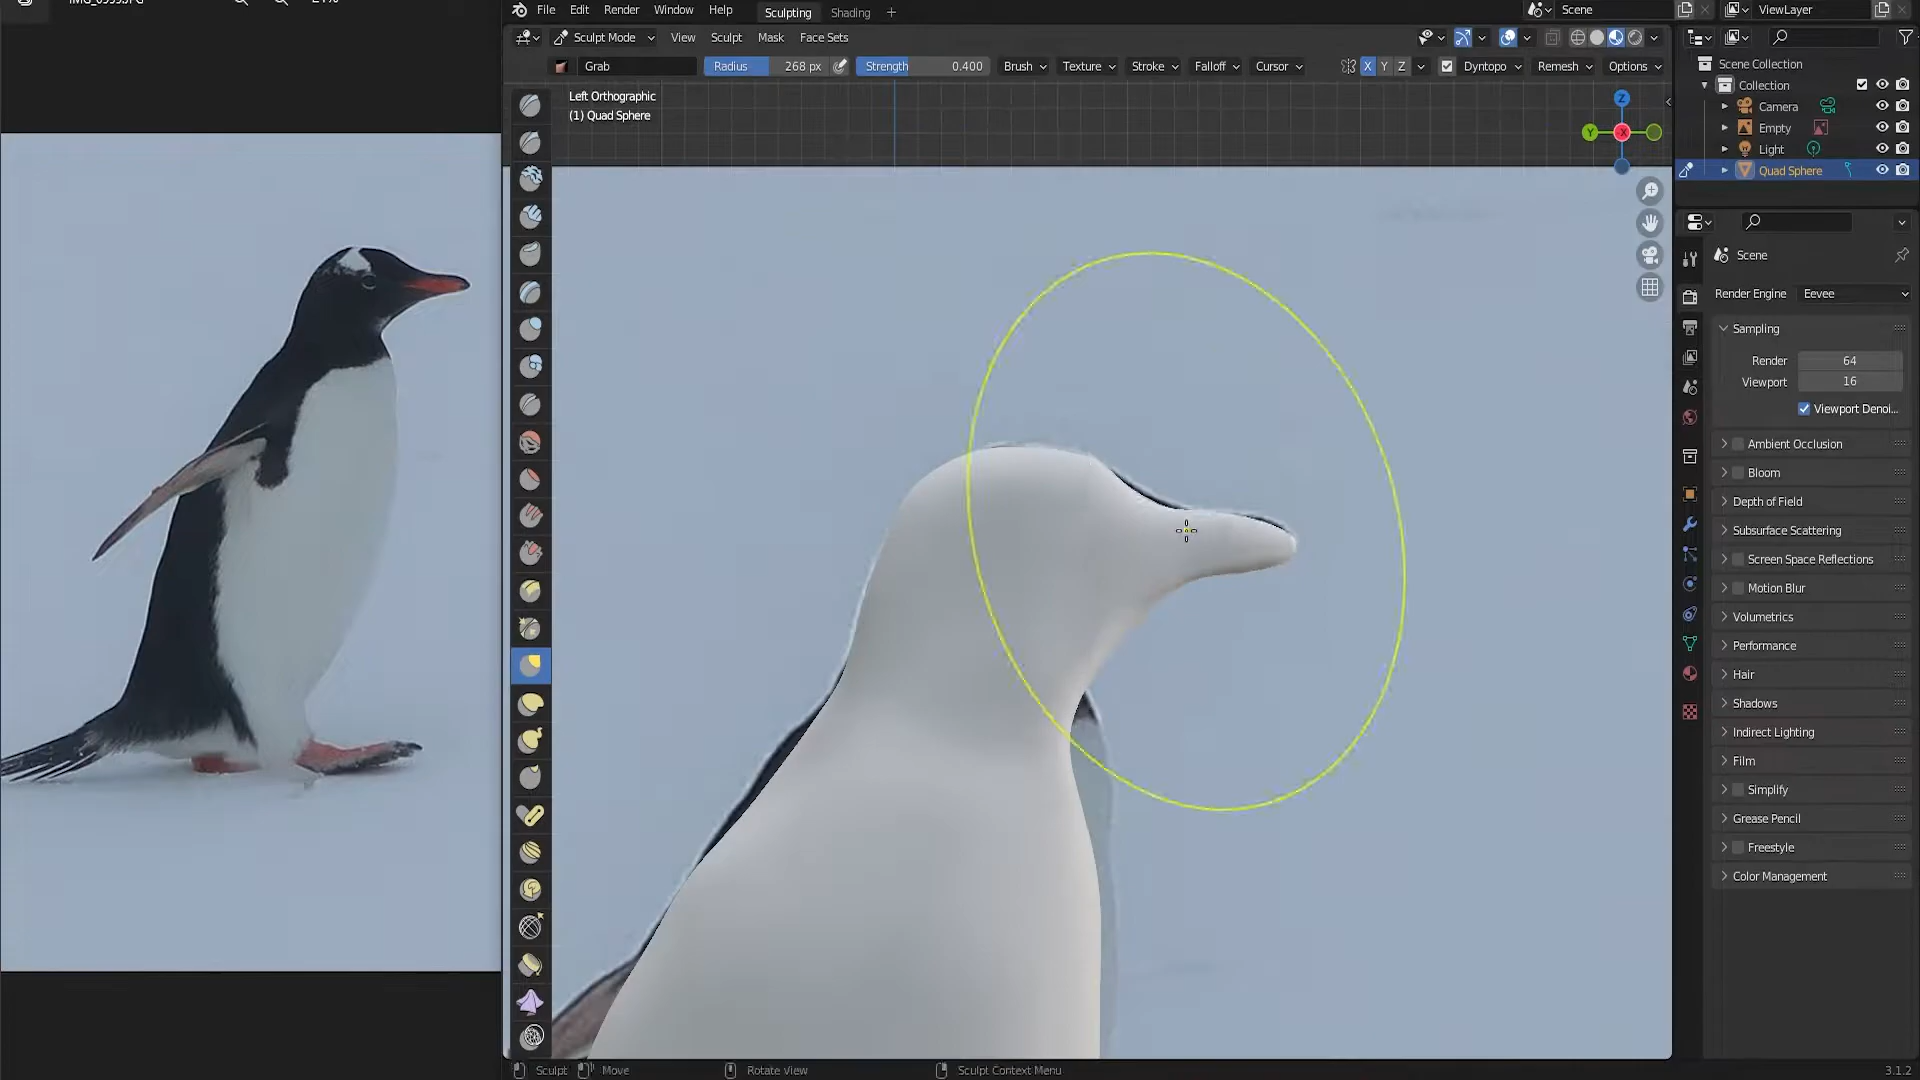 IMG_0999.JPG
21%
File Edit Render Window Help Sculpting Shading +
Scene
ViewLayer
Sculpt Mode View Sculpt Mask Face Sets
Grab Radius 268 px Strength 0.400 Brush Texture Stroke Falloff Cursor X Y Z Dyntopo Remesh Options
Left Orthographic
(1) Quad Sphere
Z
Y
X
Scene Collection
Collection
Camera
Empty
Light
Quad Sphere
Scene
Render Engine Eevee
Sampling
Render 64
Viewport 16
Viewport Denoi...
Ambient Occlusion
Bloom
Depth of Field
Subsurface Scattering
Screen Space Reflections
Motion Blur
Volumetrics
Performance
Hair
Shadows
Indirect Lighting
Film
Simplify
Grease Pencil
Freestyle
Color Management
Sculpt Move Rotate View Sculpt Context Menu 3.1.2